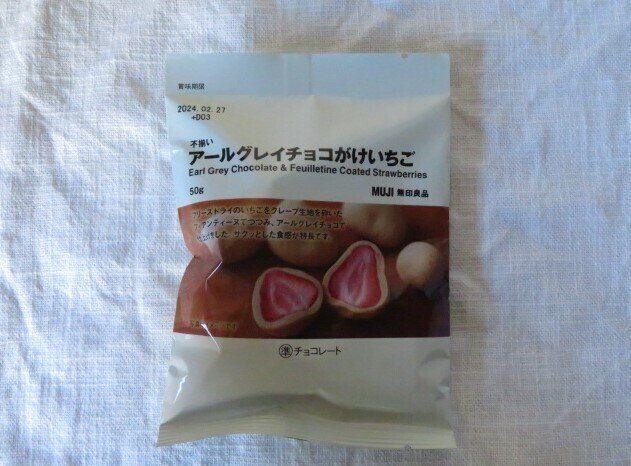 賞味期限
2024. 02. 27
+D03
不揃い
アールグレイチョコがけいちご
Earl Grey Chocolate & Feuilletine Coated Strawberries
50g
MUJI 無印良品
フリーズドライのいちごをクレープ生地を砕いた
フィアンティーヌでつつみ、アールグレイチョコで
仕上げました。サクッとした食感が特長です。
準チョコレート